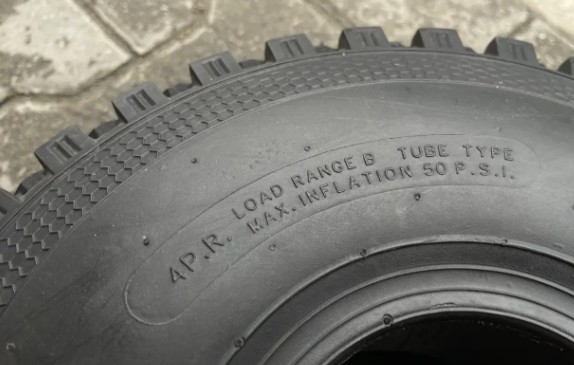 4P.R.
LOAD RANGE B TUBE TYPE
MAX. INFLATION 50 P.S.I.